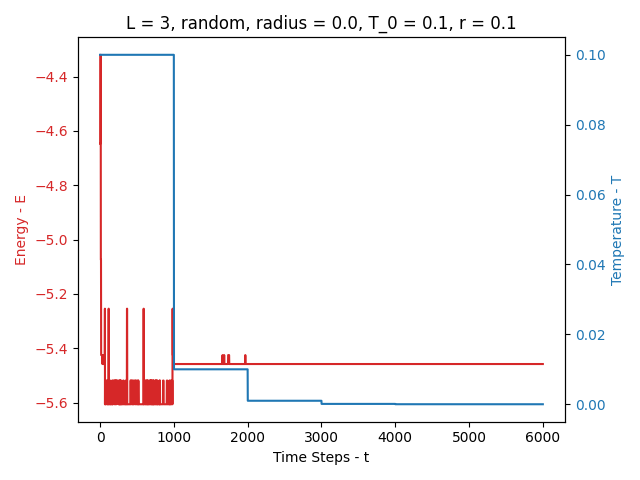 L = 3, random, radius = 0.0, T_0 = 0.1, r = 0.1
Energy - E
−4.4
−4.6
−4.8
−5.0
−5.2
−5.4
−5.6
0.10
0.08
0.06
0.04
0.02
0.00
Temperature - T
0 1000 2000 3000 4000 5000 6000
Time Steps - t